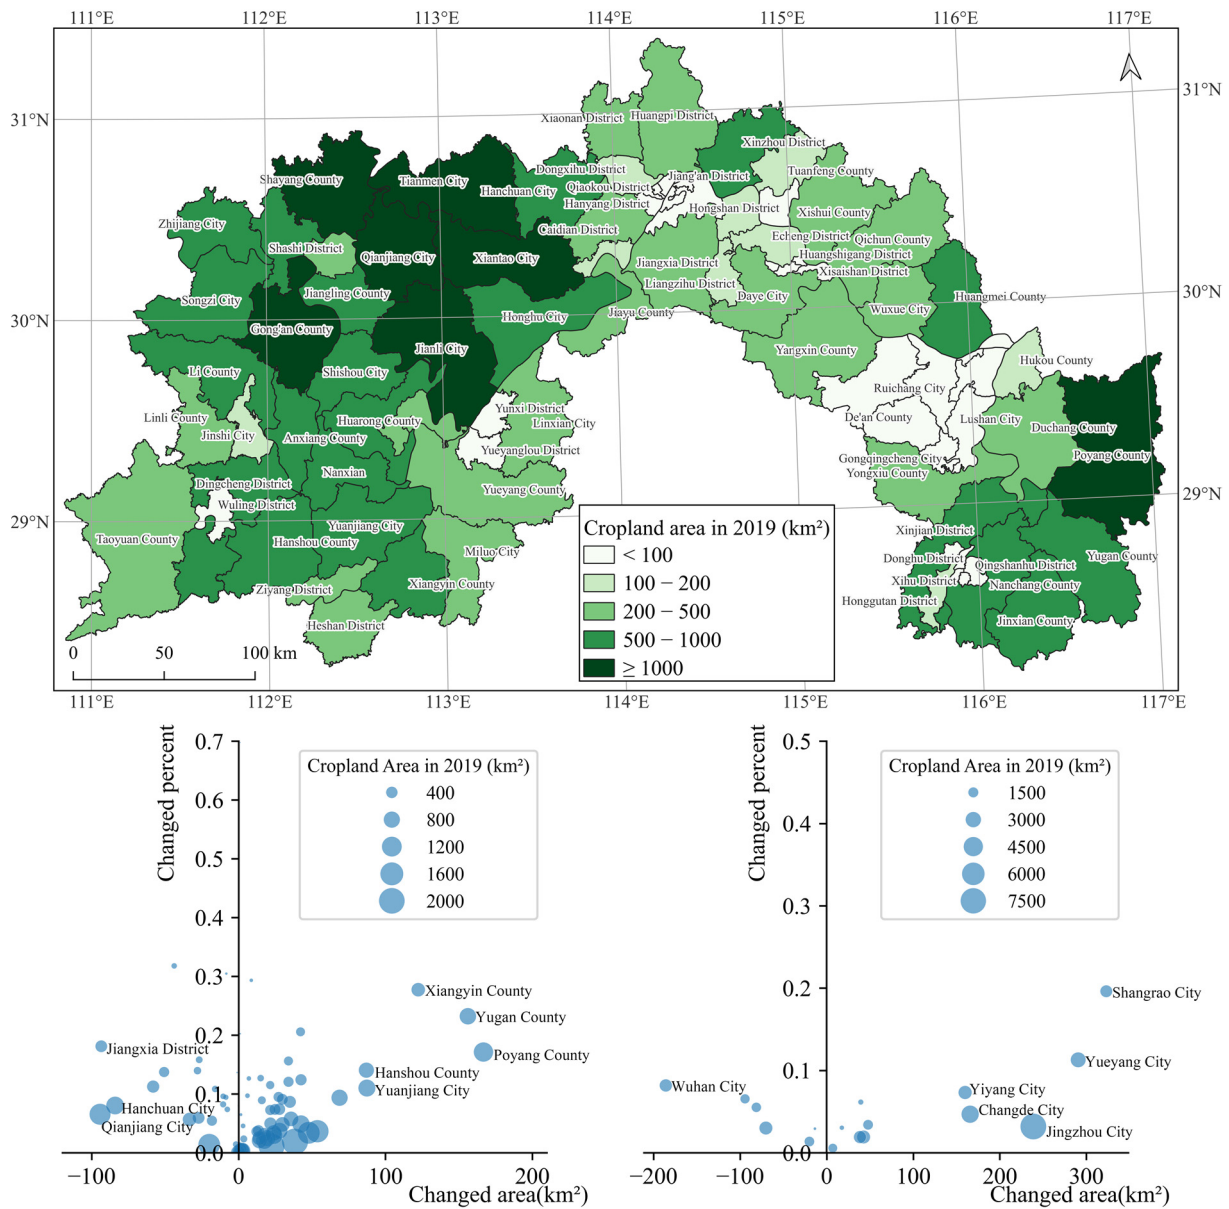 111°E 112°E 113°E 114°E 115°E 116°E 117°E
31°N 31°N
30°N 30°N
29°N 29°N
Xiaonan District
Huangpi District
Xinzhou District
Dongxihu District
Jiang'an District
Tuanfeng County
Shayang County
Tianmen City
Hanchuan City
Qiaokou District
Hanyang District
Hongshan District
Xishui County
Zhijiang City
Caidian District
Echeng District
Qichun County
Shashi District
Qianjiang City
Xiantao City
Huangshigang District
Jiangxia District
Xisaishan District
Liangzihu District
Songzi City
Jiangling County
Daye City
Huangmei County
Honghu City
Jiayu County
Wuxue City
Gong'an County
Jianli City
Yangxin County
Li County
Shishou City
Hukou County
Ruichang City
Linli County
Jinshi City
Huarong County
Yunxi District
Linxian City
De'an County
Lushan City
Duchang County
Anxiang County
Yueyanglou District
Gongqingcheng City
Poyang County
Nanxian
Yongxiu County
Dingcheng District
Yueyang County
Wuling District
Yuanjiang City
Xinjian District
Taoyuan County
Hanshou County
Miluo City
Donghu District
Qingshanhu District
Yugan County
Ziyang District
Xiangyin County
Xihu District
Nanchang County
Honggutan District
Heshan District
Jinxian County
Cropland area in 2019 (km²)
< 100
100 − 200
200 − 500
500 − 1000
≥ 1000
0 50 100 km
111°E 112°E 113°E 114°E 115°E 116°E 117°E
Changed percent
0.7
0.6
0.5
0.4
0.3
0.2
0.1
0.0
Cropland Area in 2019 (km²)
400
800
1200
1600
2000
Xiangyin County
Yugan County
Jiangxia District
Poyang County
Hanshou County
Yuanjiang City
Hanchuan City
Qianjiang City
−100 0 100 200
Changed area(km²)
Changed percent
0.5
0.4
0.3
0.2
0.1
0.0
Cropland Area in 2019 (km²)
1500
3000
4500
6000
7500
Shangrao City
Yueyang City
Wuhan City
Yiyang City
Changde City
Jingzhou City
−200 −100 0 100 200 300
Changed area(km²)